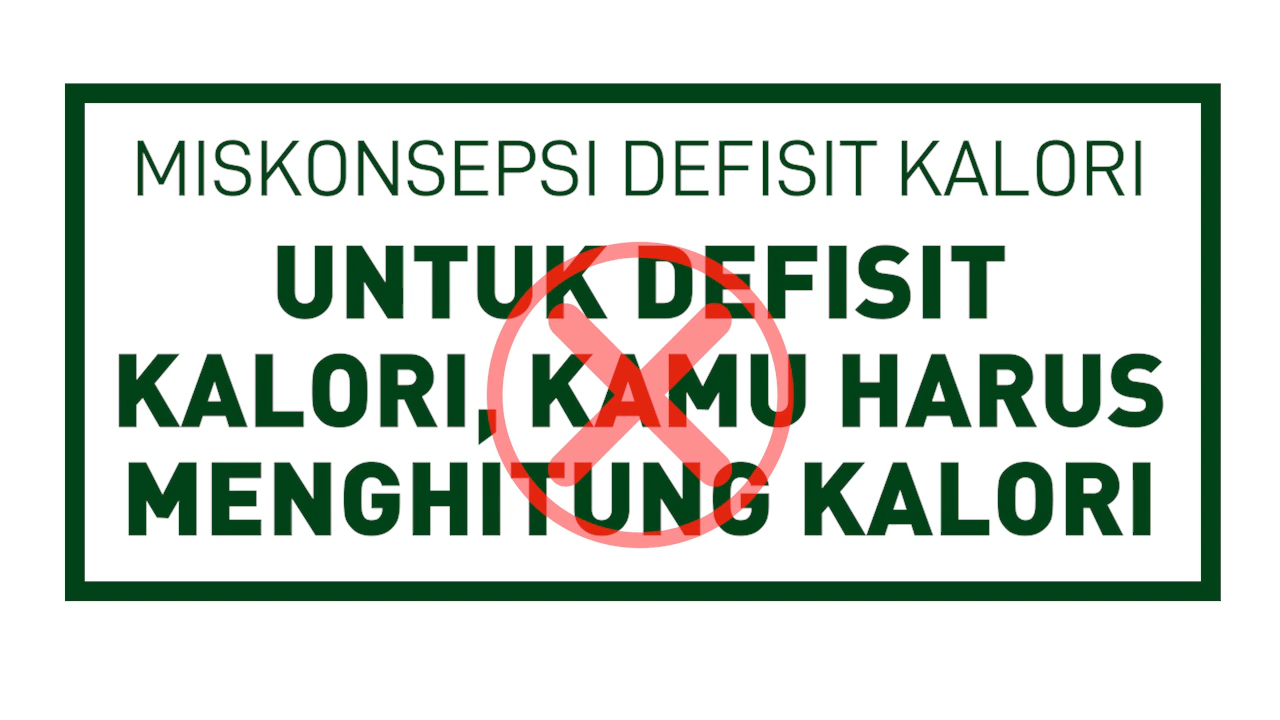 MISKONSEPSI DEFISIT KALORI
UNTUK DEFISIT
KALORI, KAMU HARUS
MENGHITUNG KALORI